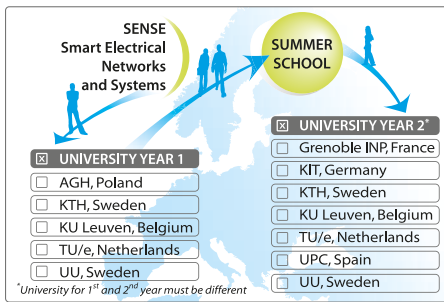 SENSE
Smart Electrical
Networks
and Systems
SUMMER
SCHOOL
UNIVERSITY YEAR 1
AGH, Poland
KTH, Sweden
KU Leuven, Belgium
TU/e, Netherlands
UU, Sweden
*University for 1st and 2nd year must be different
UNIVERSITY YEAR 2*
Grenoble INP, France
KIT, Germany
KTH, Sweden
KU Leuven, Belgium
TU/e, Netherlands
UPC, Spain
UU, Sweden